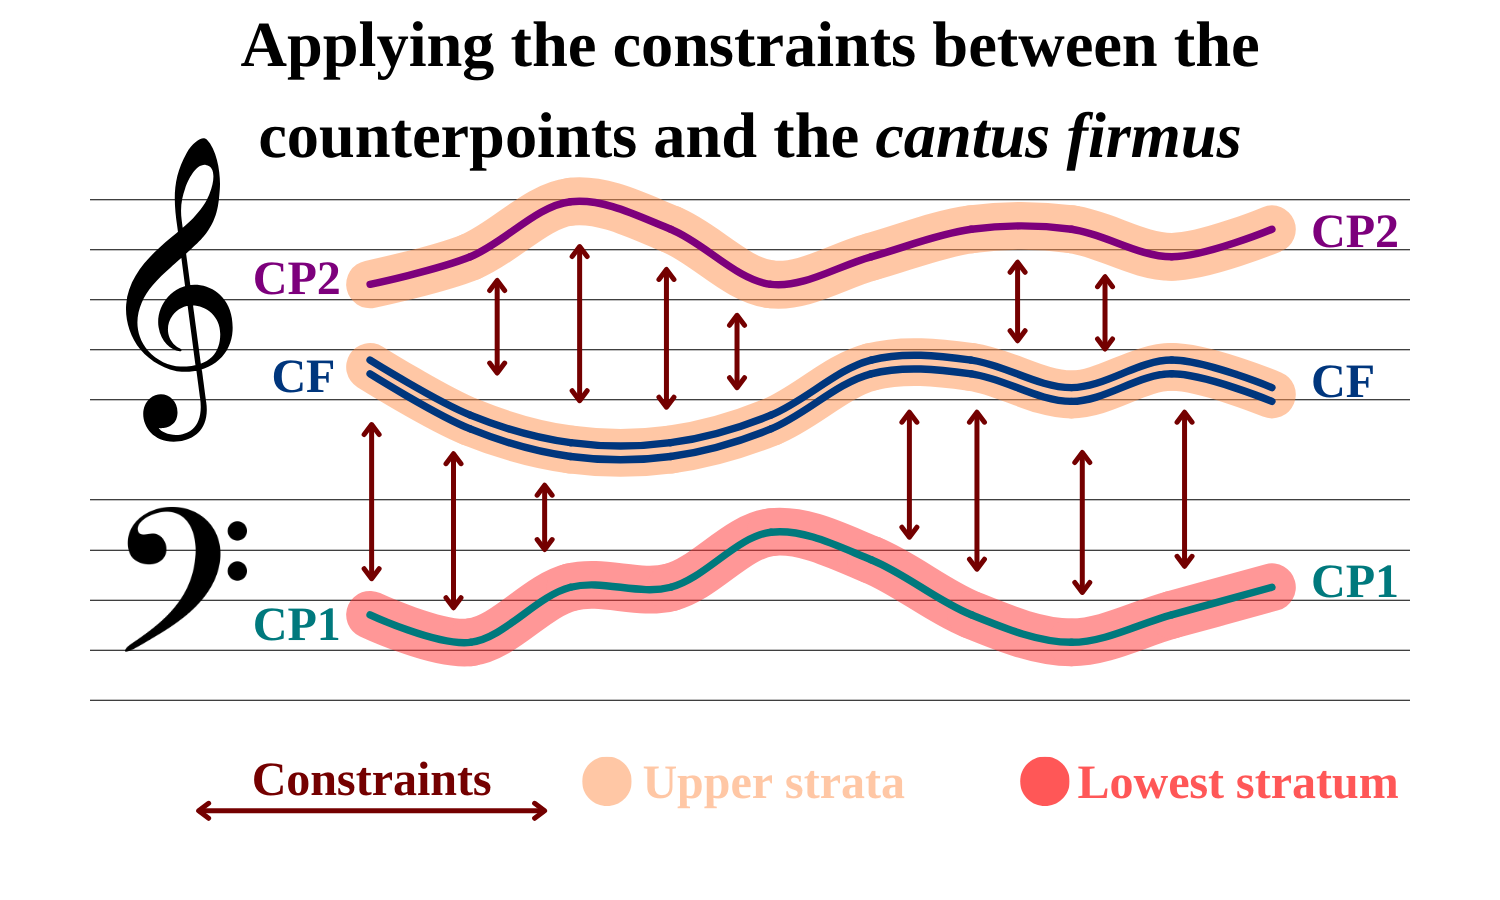 Applying the constraints between the
counterpoints and the cantus firmus
CP2
CP2
CF
CF
CP1
CP1
Constraints
Upper strata
Lowest stratum